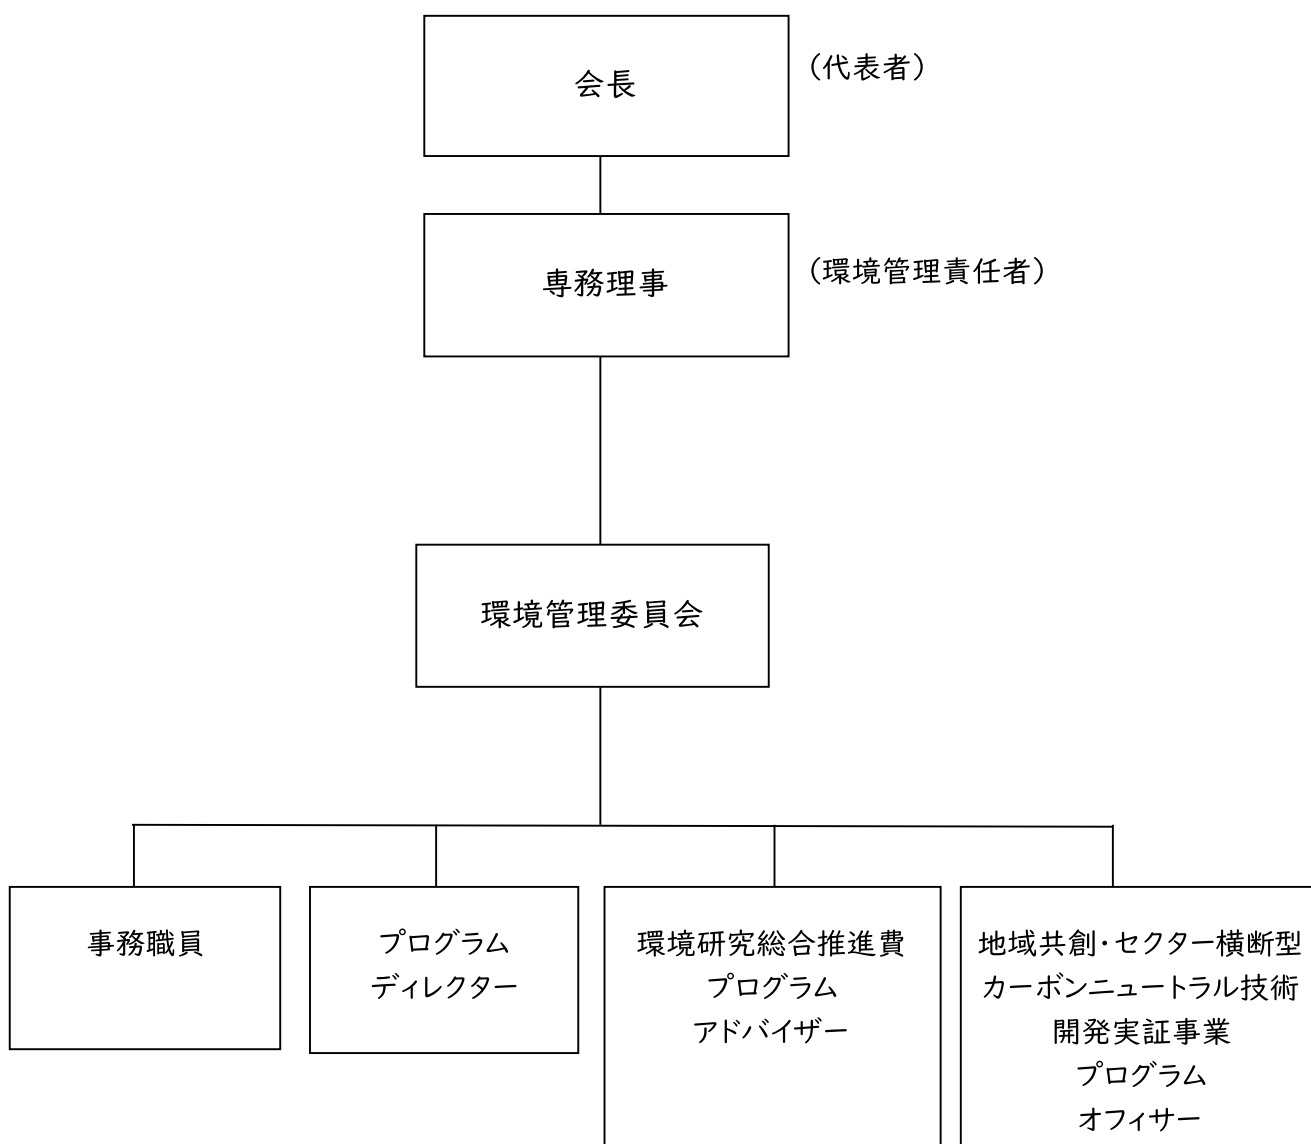 会長
（代表者）
専務理事
（環境管理責任者）
環境管理委員会
事務職員
プログラム
ディレクター
環境研究総合推進費
プログラム
アドバイザー
地域共創・セクター横断型
カーボンニュートラル技術
開発実証事業
プログラム
オフィサー